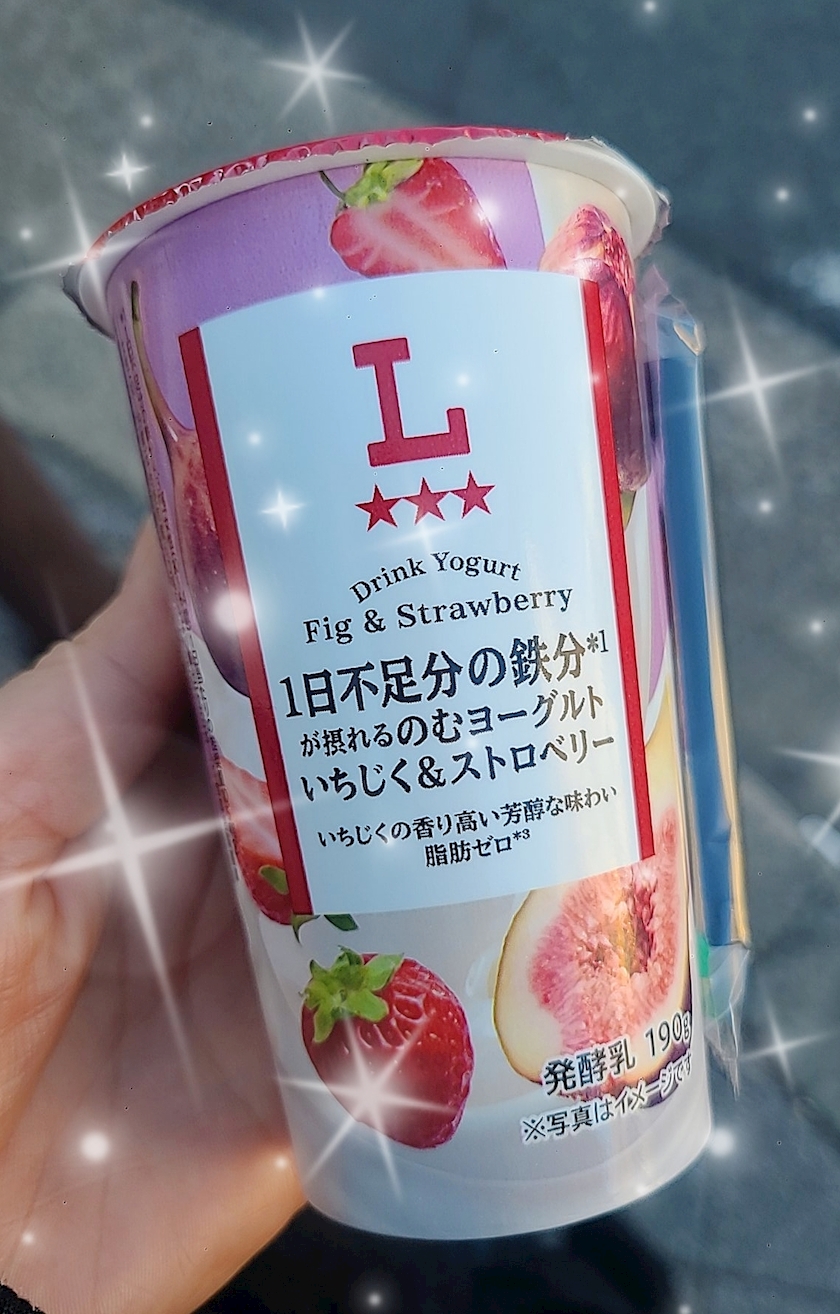 L
Drink Yogurt
Fig & Strawberry
1日不足分の鉄分*1
が摂れるのむヨーグルト
いちじく&ストロベリー
いちじくの香り高い芳醇な味わい
脂肪ゼロ*3
発酵乳 190g
※写真はイメージです